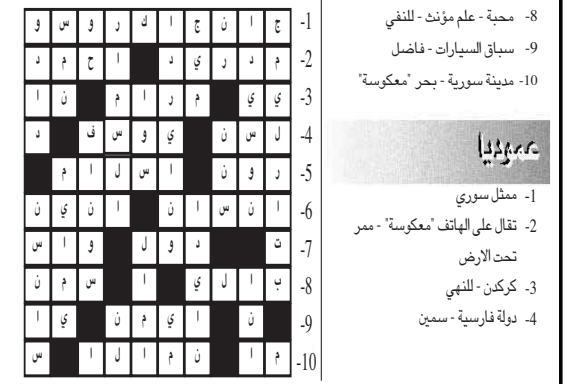 8- محبة - علم مؤنث - للنفي
9- سباق السيارات - فاضل
10- مدينة سورية - بحر "معكوسة"
عموديا
1- ممثل سوري
2- تقال على الهاتف "معكوسة" - ممر
تحت الارض
3- كركدن - للنهي
4- دولة فارسية - سمين
1- ج ا ن ج ا ك ر و س و
2- م د ر ي د ا ح م د
3- ي ي م ر ا م ن ا
4- ل س ن ي و س ف د
5- ر و ن ا س ل ا م
6- ا ن س ا ن ا ن ي ن
7- ت د و ل و ا س
8- ب ا ل ي ا س م ن
9- ن ا ي م ن ي ا
10- م ا ن م ا ل ا س